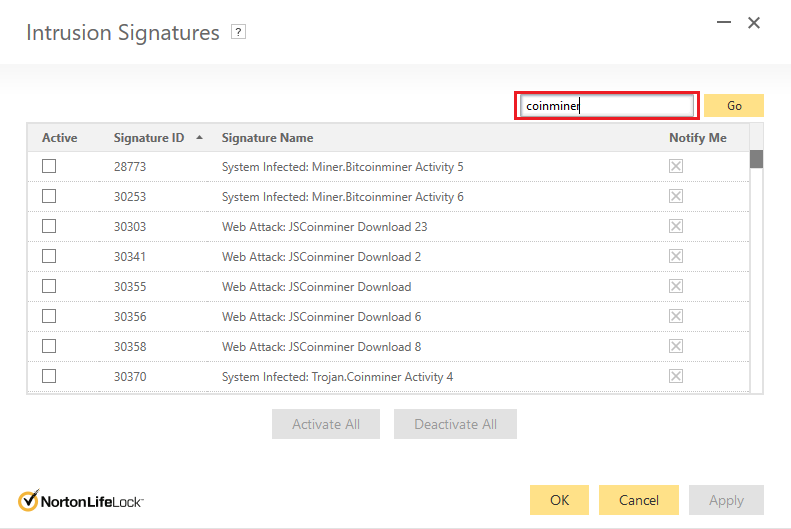 Intrusion Signatures ?
coinminer Go
Active Signature ID Signature Name Notify Me
28773 System Infected: Miner.Bitcoinminer Activity 5
30253 System Infected: Miner.Bitcoinminer Activity 6
30303 Web Attack: JSCoinminer Download 23
30341 Web Attack: JSCoinminer Download 2
30355 Web Attack: JSCoinminer Download
30356 Web Attack: JSCoinminer Download 6
30358 Web Attack: JSCoinminer Download 8
30370 System Infected: Trojan.Coinminer Activity 4
Activate All Deactivate All
NortonLifeLock OK Cancel Apply